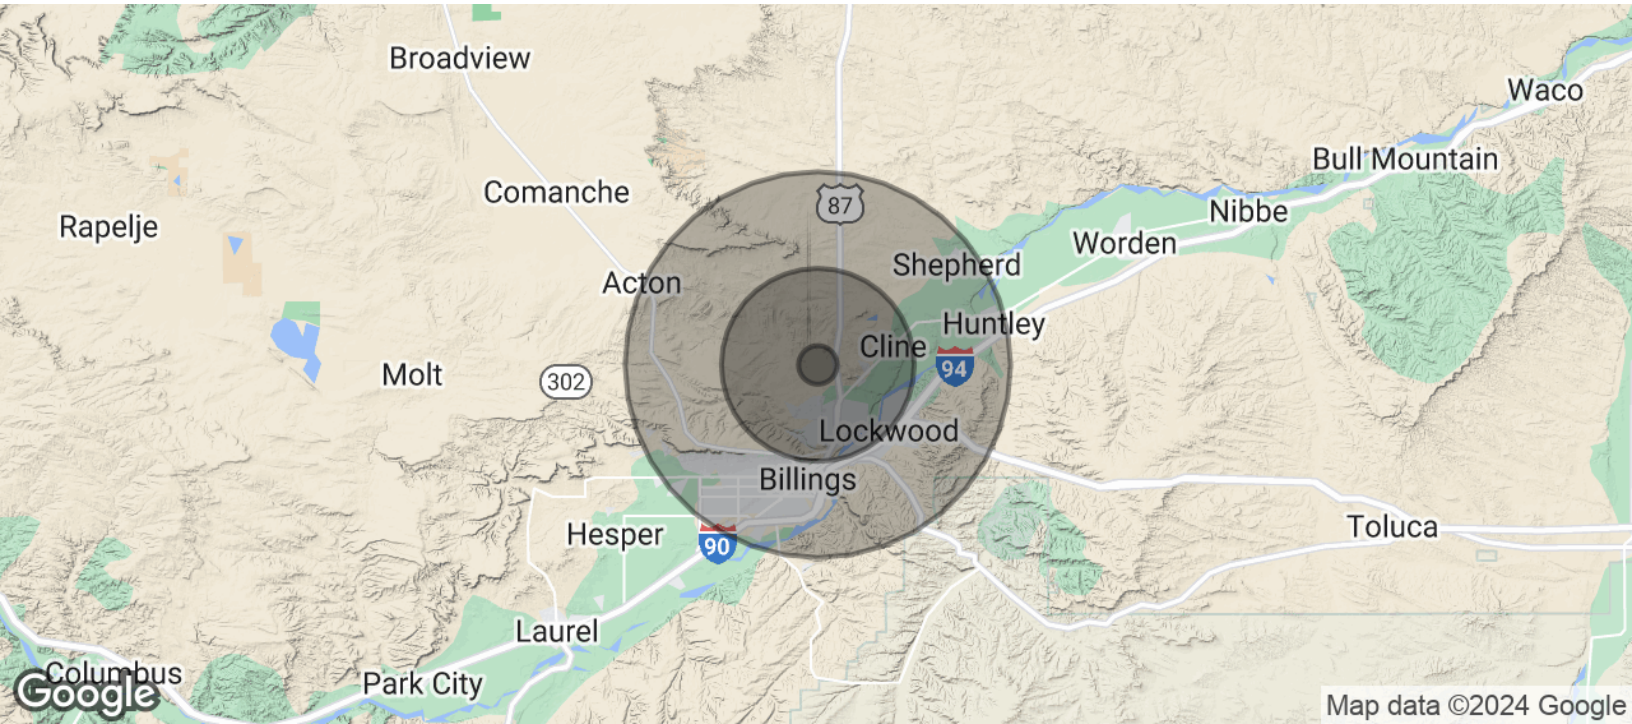 Broadview
Waco
Bull Mountain
Comanche
87
Nibbe
Rapelje
Worden
Shepherd
Acton
Huntley
Cline
94
Molt
302
Lockwood
Billings
Toluca
Hesper
90
Laurel
Columbus
Park City
Google
Map data ©2024 Google